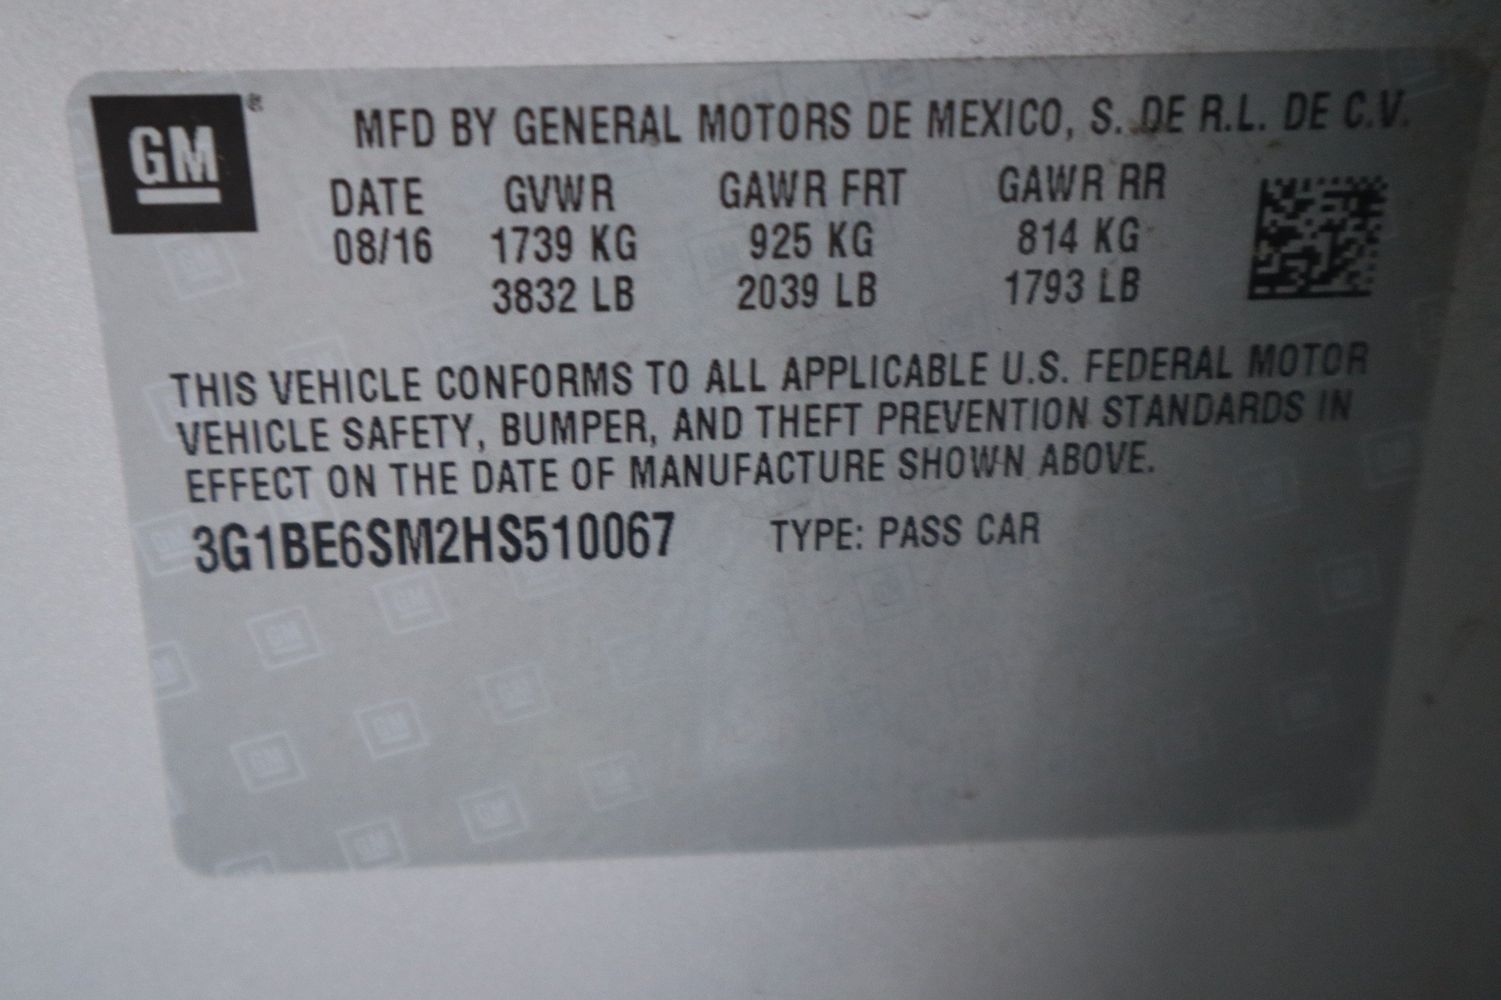 GM
MFD BY GENERAL MOTORS DE MEXICO, S. DE R.L. DE C.V.
DATE GVWR GAWR FRT GAWR RR
08/16 1739 KG 925 KG 814 KG
3832 LB 2039 LB 1793 LB
THIS VEHICLE CONFORMS TO ALL APPLICABLE U.S. FEDERAL MOTOR
VEHICLE SAFETY, BUMPER, AND THEFT PREVENTION STANDARDS IN
EFFECT ON THE DATE OF MANUFACTURE SHOWN ABOVE.
3G1BE6SM2HS510067 TYPE: PASS CAR